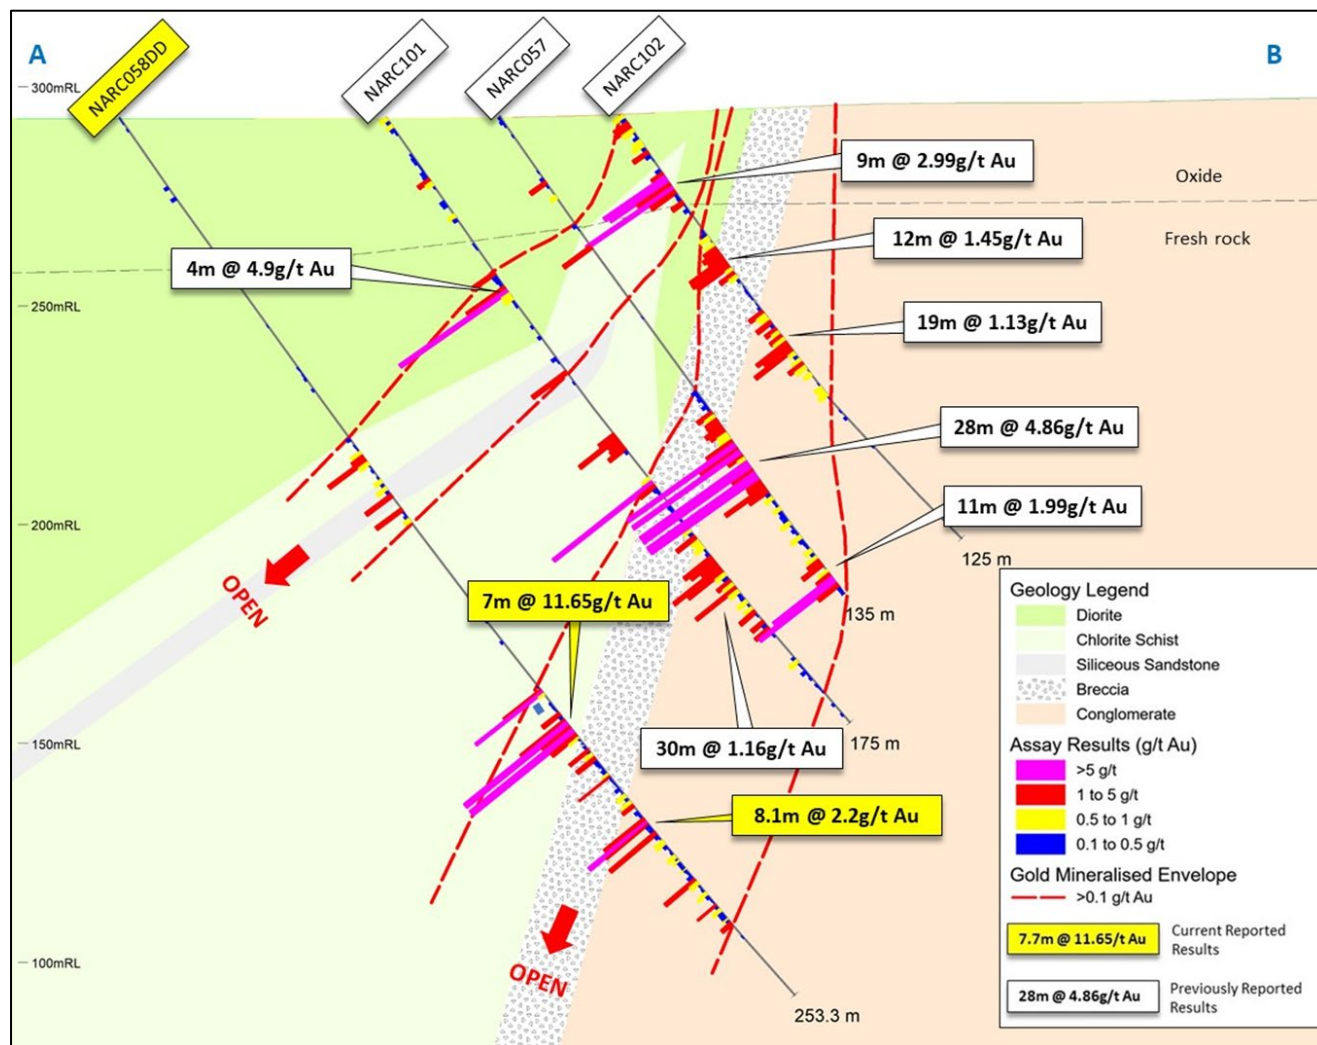 A
NARC058DD
NARC101
NARC057
NARC102
B
300mRL
9m @ 2.99g/t Au
Oxide
12m @ 1.45g/t Au
Fresh rock
4m @ 4.9g/t Au
250mRL
19m @ 1.13g/t Au
28m @ 4.86g/t Au
11m @ 1.99g/t Au
200mRL
125 m
OPEN
7m @ 11.65g/t Au
135 m
30m @ 1.16g/t Au
175 m
150mRL
8.1m @ 2.2g/t Au
100mRL
OPEN
253.3 m
Geology Legend
Diorite
Chlorite Schist
Siliceous Sandstone
Breccia
Conglomerate
Assay Results (g/t Au)
>5 g/t
1 to 5 g/t
0.5 to 1 g/t
0.1 to 0.5 g/t
Gold Mineralised Envelope
>0.1 g/t Au
7.7m @ 11.65/t Au
Current Reported
Results
28m @ 4.86g/t Au
Previously Reported
Results